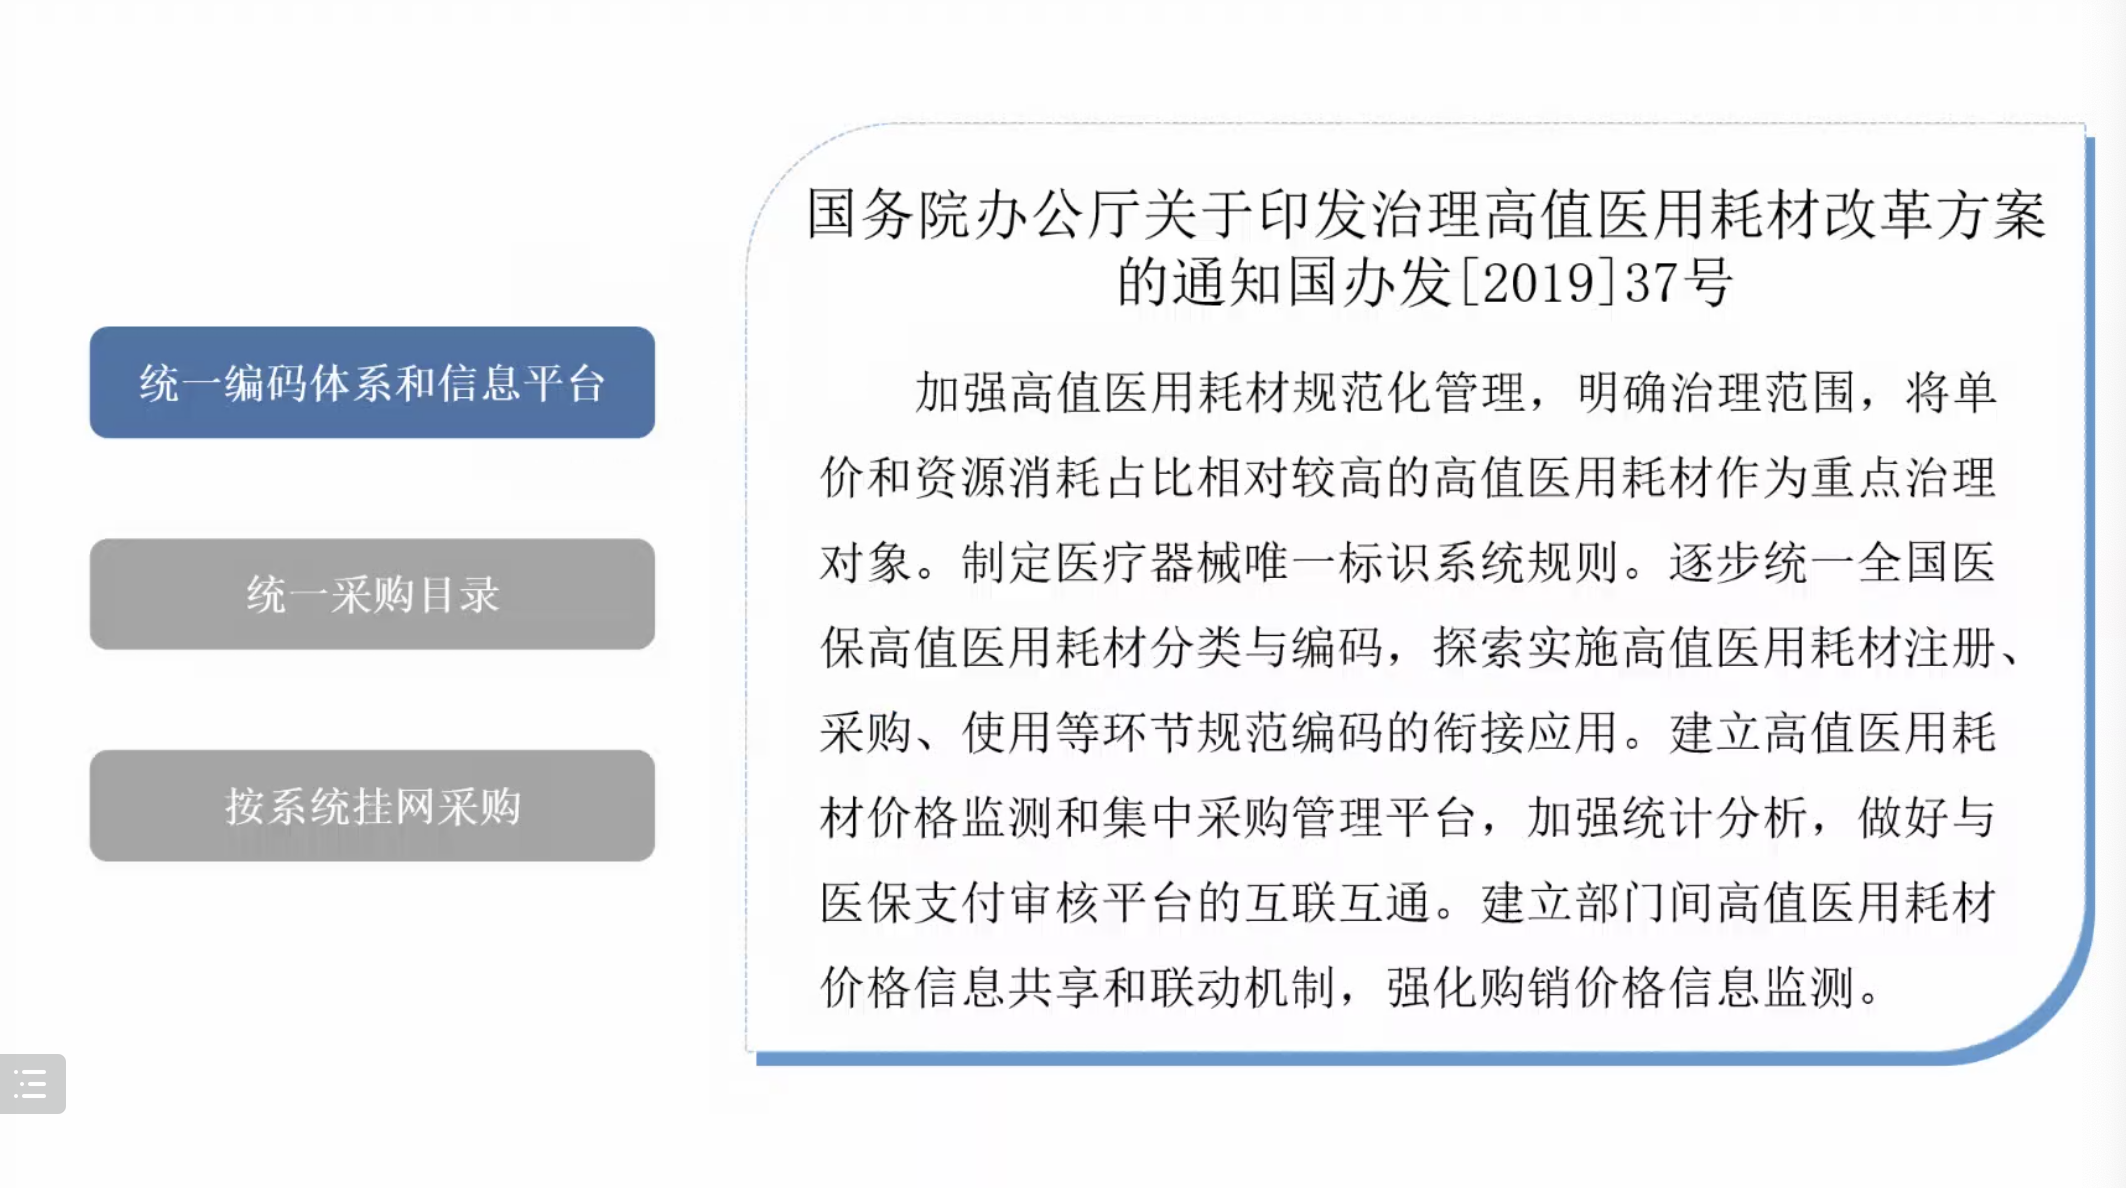 统一编码体系和信息平台
统一采购目录
按系统挂网采购
国务院办公厅关于印发治理高值医用耗材改革方案
的通知国办发[2019]37号
加强高值医用耗材规范化管理，明确治理范围，将单
价和资源消耗占比相对较高的高值医用耗材作为重点治理
对象。制定医疗器械唯一标识系统规则。逐步统一全国医
保高值医用耗材分类与编码，探索实施高值医用耗材注册、
采购、使用等环节规范编码的衔接应用。建立高值医用耗
材价格监测和集中采购管理平台，加强统计分析，做好与
医保支付审核平台的互联互通。建立部门间高值医用耗材
价格信息共享和联动机制，强化购销价格信息监测。